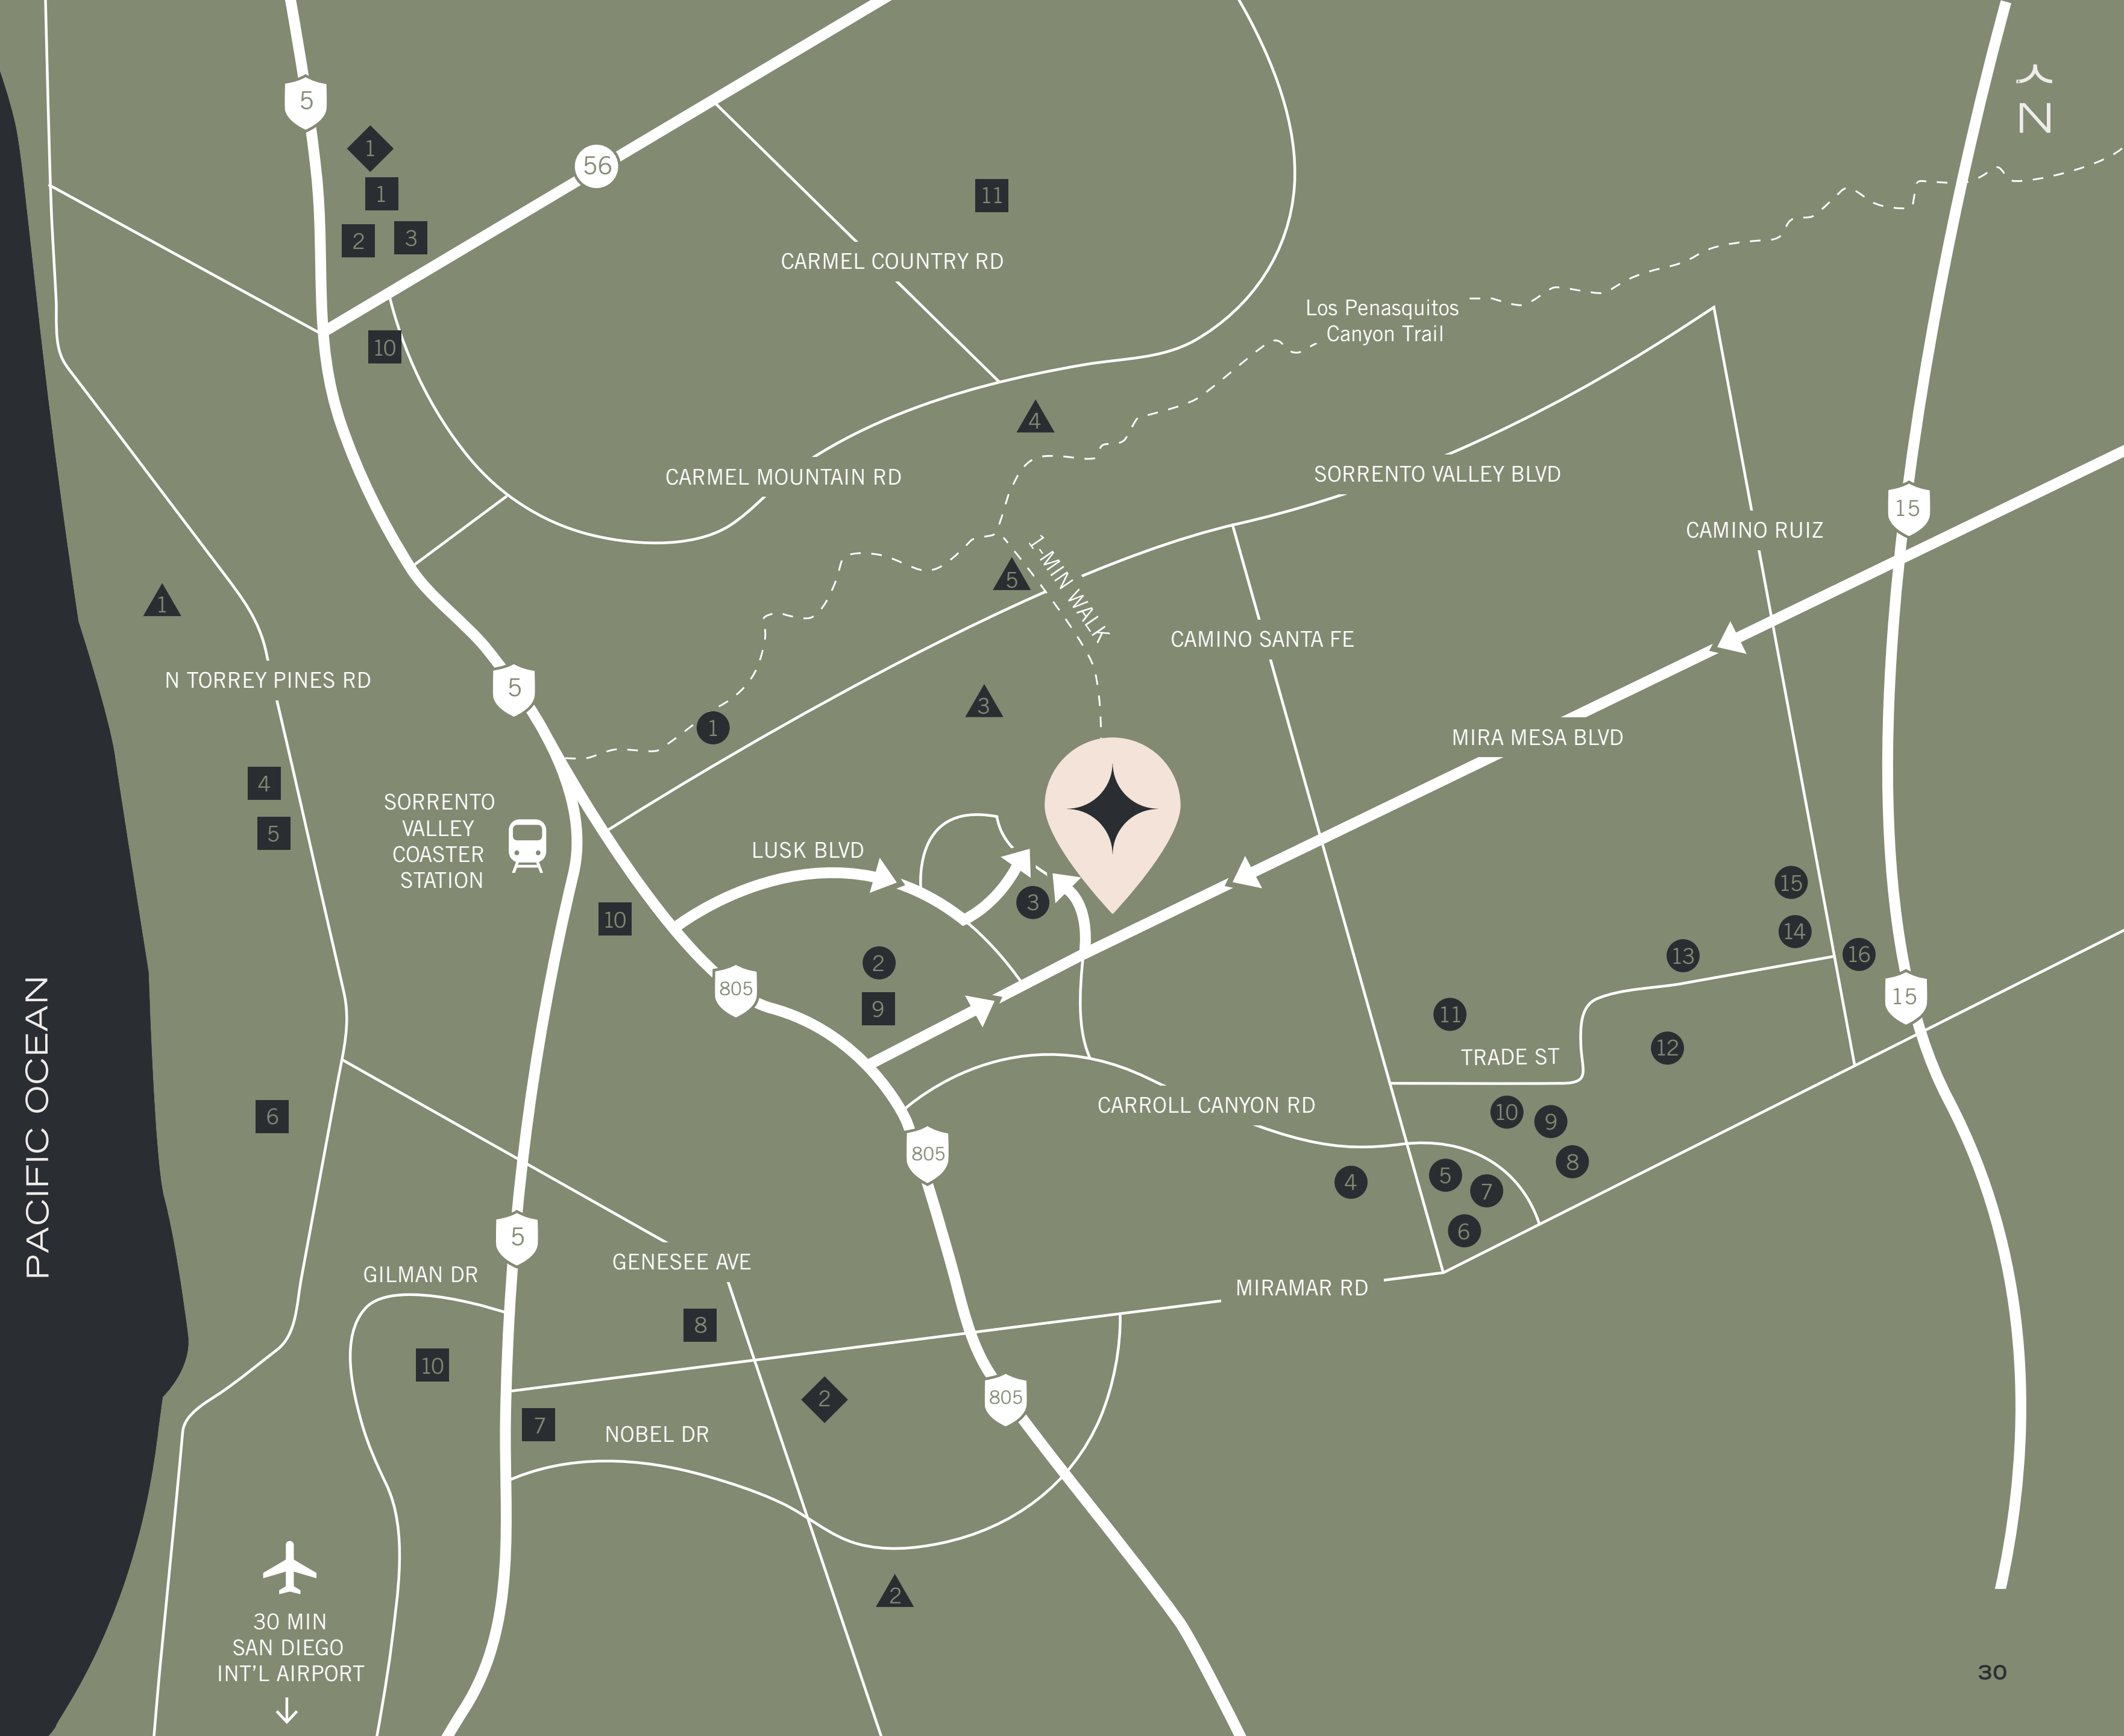 5
N
1
56
1
11
2
3
CARMEL COUNTRY RD
Los Penasquitos
Canyon Trail
10
4
CARMEL MOUNTAIN RD
SORRENTO VALLEY BLVD
15
CAMINO RUIZ
1 MIN WALK
5
1
CAMINO SANTA FE
N TORREY PINES RD
5
3
1
MIRA MESA BLVD
4
5
SORRENTO
VALLEY
COASTER
STATION
LUSK BLVD
10
3
15
14
13
16
2
805
9
15
11
12
TRADE ST
PACIFIC OCEAN
6
CARROLL CANYON RD
10
9
8
805
4
5
7
6
5
GENESEE AVE
GILMAN DR
MIRAMAR RD
8
10
2
805
7
NOBEL DR
2
30 MIN
SAN DIEGO
INT'L AIRPORT
30